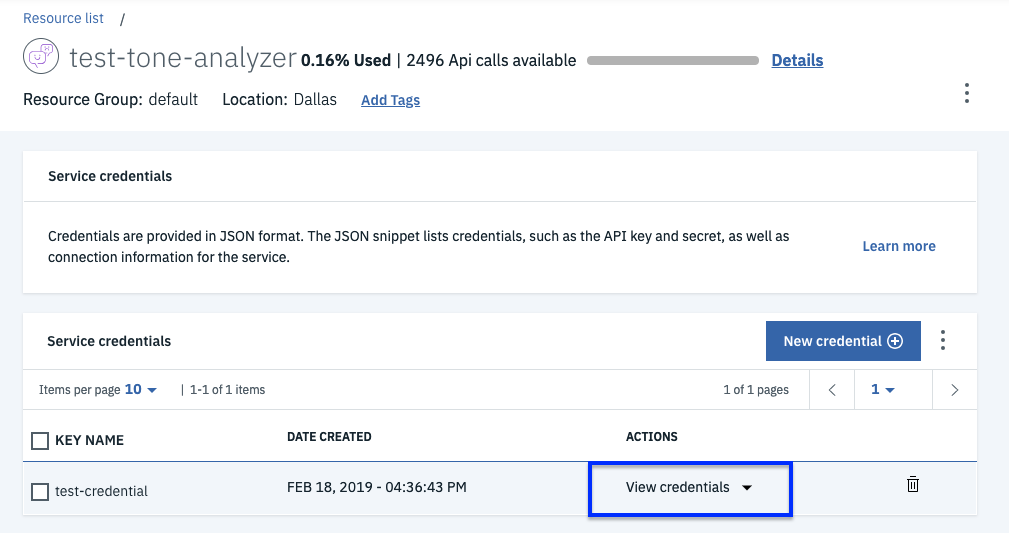 Resource list /
test-tone-analyzer 0.16% Used | 2496 Api calls available Details
Resource Group: default Location: Dallas Add Tags
Service credentials
Credentials are provided in JSON format. The JSON snippet lists credentials, such as the API key and secret, as well as
connection information for the service.
Learn more
Service credentials New credential
Items per page 10 | 1-1 of 1 items 1 of 1 pages 1
KEY NAME DATE CREATED ACTIONS
test-credential FEB 18, 2019 - 04:36:43 PM View credentials